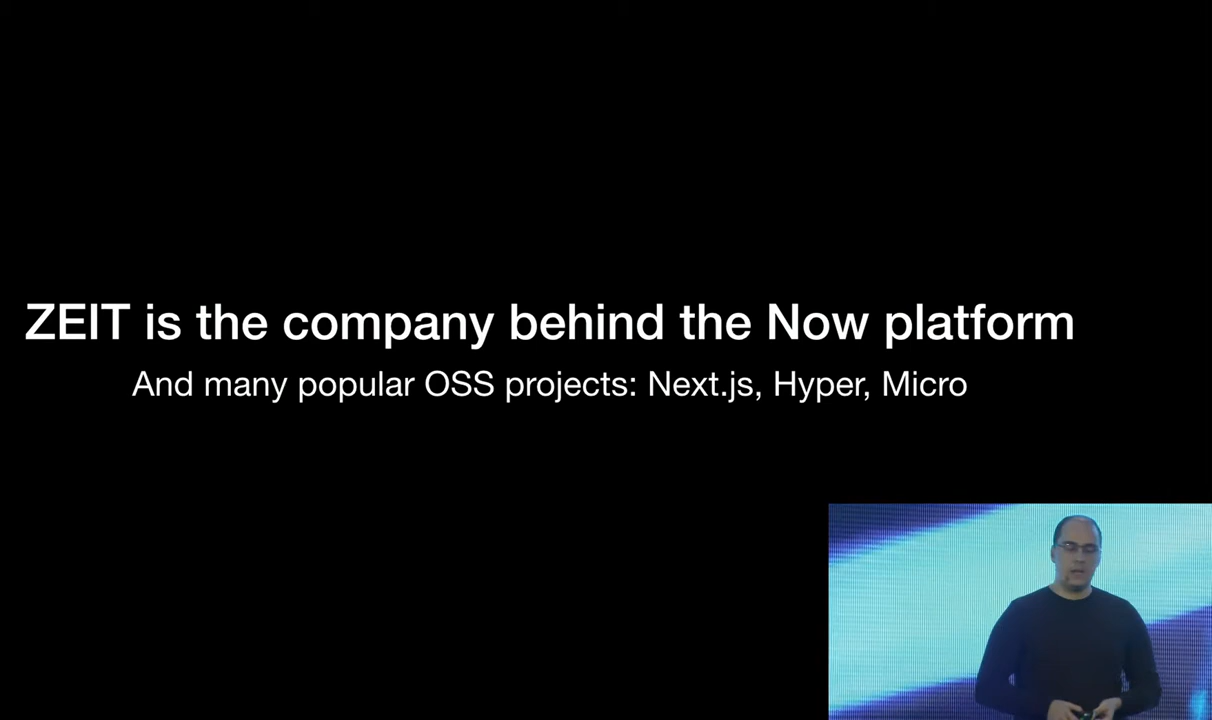 ZEIT is the company behind the Now platform
And many popular OSS projects: Next.js, Hyper, Micro